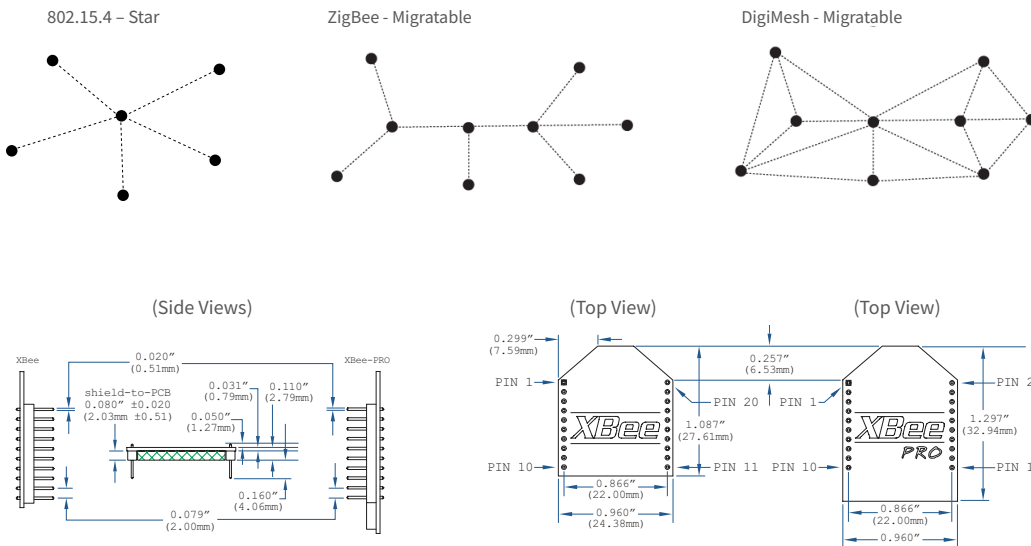 802.15.4 – Star
ZigBee - Migratable
DigiMesh - Migratable
(Side Views)
(Top View)
(Top View)
XBee
0.020″
(0.51mm)
XBee-PRO
shield-to-PCB
0.080″ ±0.020
(2.03mm ±0.51)
0.031″
(0.79mm)
0.110″
(2.79mm)
0.050″
(1.27mm)
0.160″
(4.06mm)
0.079″
(2.00mm)
0.299″
(7.59mm)
PIN 1
PIN 20
XBee
1.087″
(27.61mm)
PIN 10
PIN 11
0.866″
(22.00mm)
0.960″
(24.38mm)
0.257″
(6.53mm)
PIN 1
PIN 2
XBee
PRO
1.297″
(32.94mm)
PIN 10
PIN 1
0.866″
(22.00mm)
0.960″